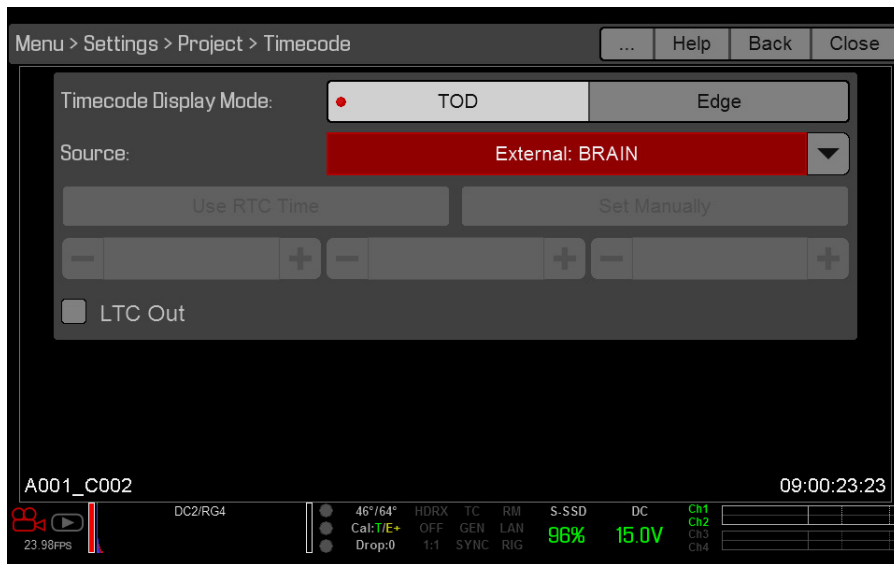 Menu > Settings > Project > Timecode ... Help Back Close
Timecode Display Mode: TOD Edge
Source: External: BRAIN
Use RTC Time Set Manually
LTC Out
A001_C002 09:00:23:23
DC2/RG4 46°/64° HDRX TC RM S-SSD DC Ch1
Cal:T/E+ OFF GEN LAN 96% 15.0V Ch2
23.98FPS Drop:0 1:1 SYNC RIG Ch3
Ch4